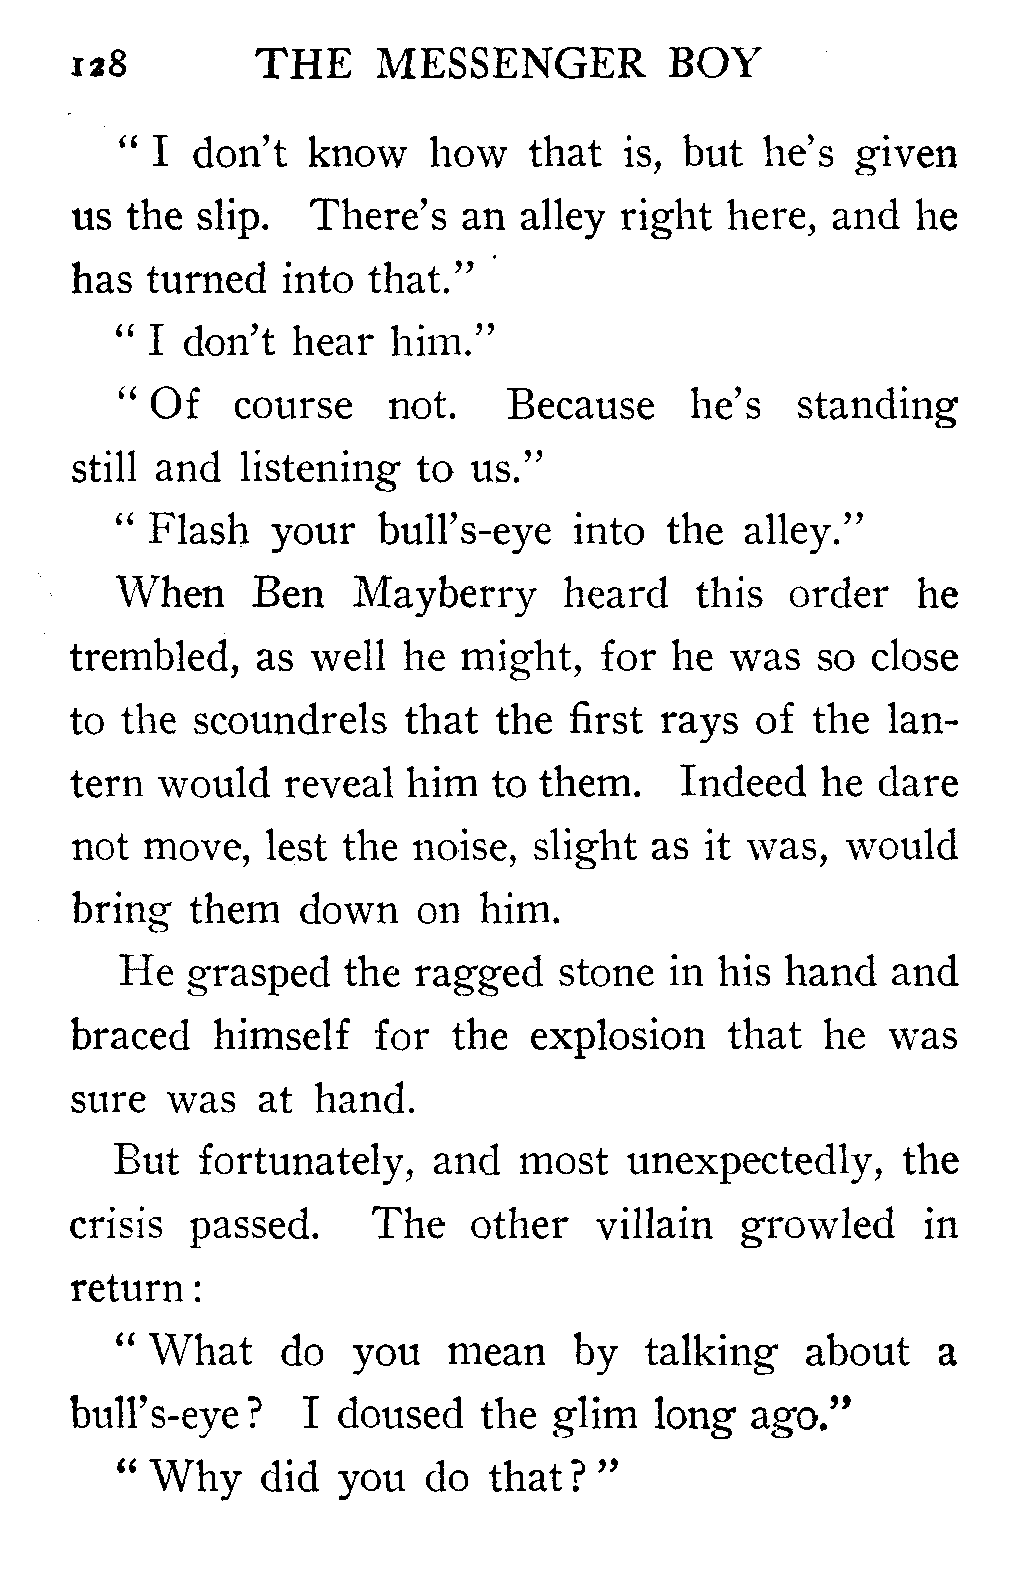 128 THE MESSENGER BOY
“ I don’t know how that is, but he’s given
us the slip. There’s an alley right here, and he
has turned into that.”
“ I don’t hear him.”
“ Of course not. Because he’s standing
still and listening to us.”
“ Flash your bull’s-eye into the alley.”
When Ben Mayberry heard this order he
trembled, as well he might, for he was so close
to the scoundrels that the first rays of the lan-
tern would reveal him to them. Indeed he dare
not move, lest the noise, slight as it was, would
bring them down on him.
He grasped the ragged stone in his hand and
braced himself for the explosion that he was
sure was at hand.
But fortunately, and most unexpectedly, the
crisis passed. The other villain growled in
return :
“ What do you mean by talking about a
bull’s-eye ? I doused the glim long ago.”
“ Why did you do that ? ”